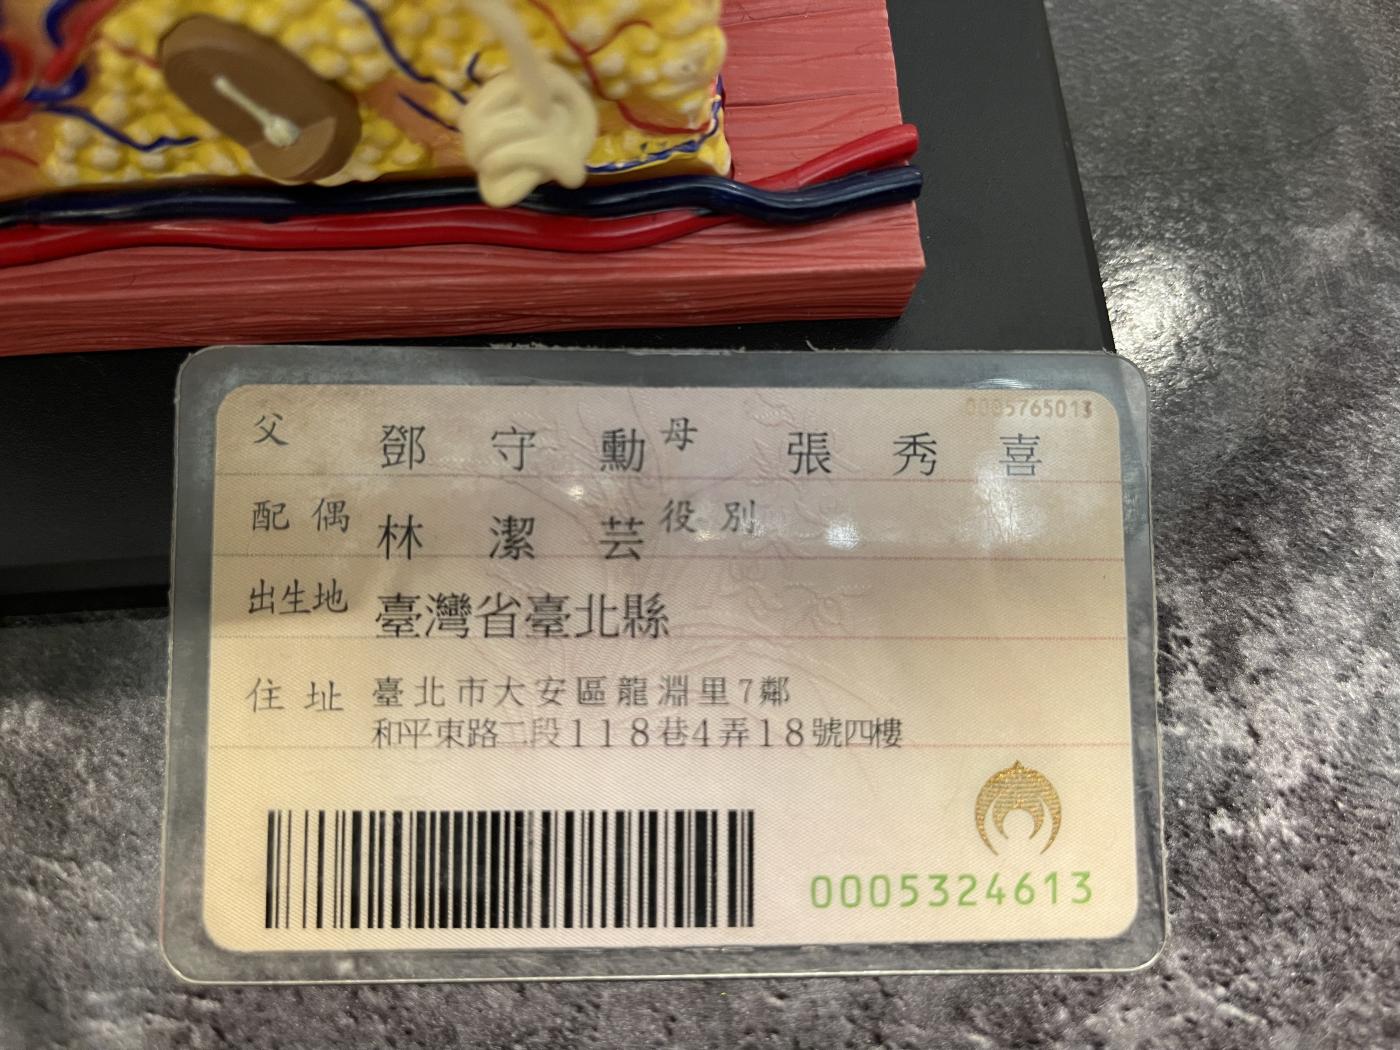 0005765013
父 鄧守勳 母 張秀喜
配偶 林潔芸 役別
出生地 臺灣省臺北縣
住址 臺北市大安區龍淵里7鄰
和平東路二段118巷4弄18號四樓
0005324613